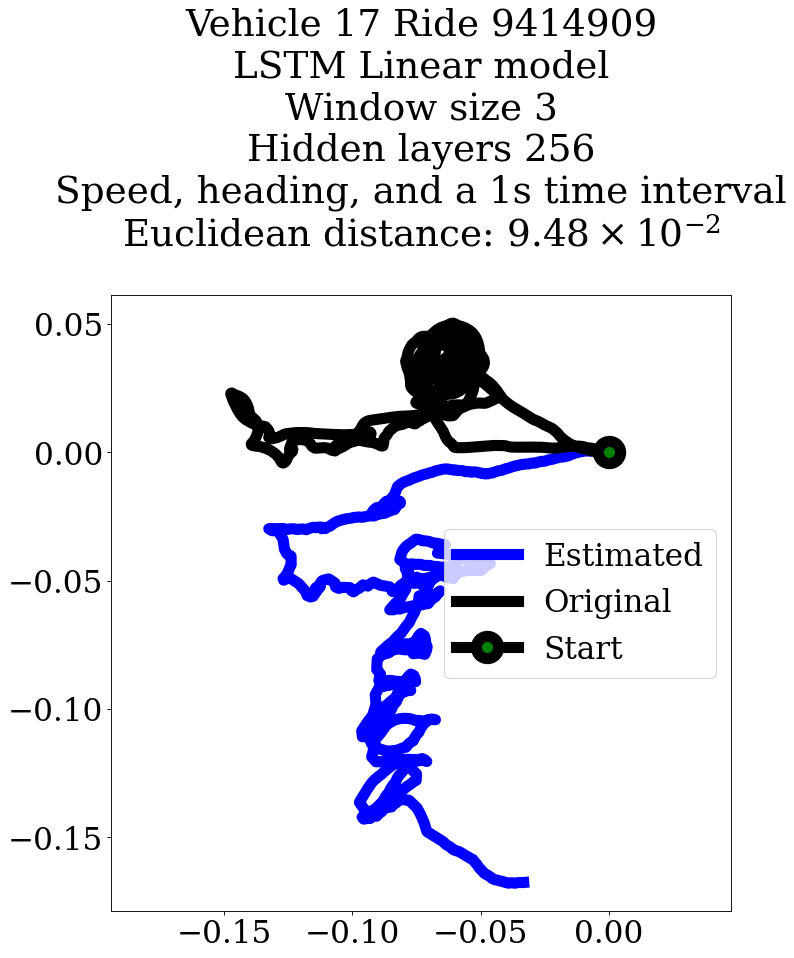 Vehicle 17 Ride 9414909
LSTM Linear model
Window size 3
Hidden layers 256
Speed, heading, and a 1s time interval
Euclidean distance: 9.48 × 10⁻²
0.05
0.00
−0.05
−0.10
−0.15
Estimated
Original
Start
−0.15 −0.10 −0.05 0.00